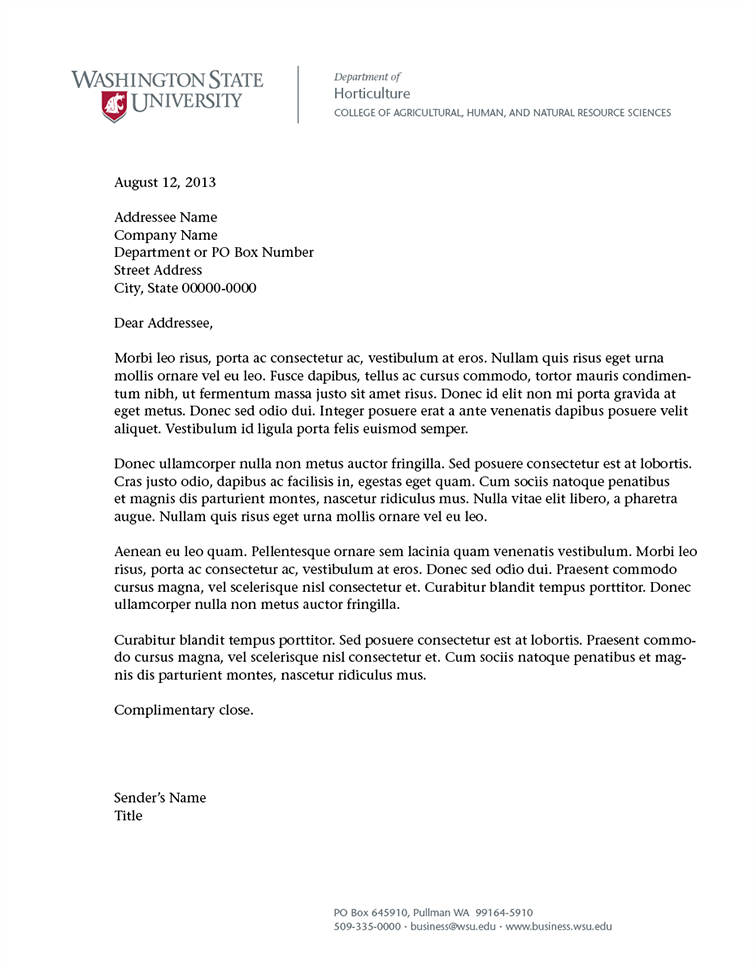 WASHINGTON STATE
UNIVERSITY
Department of
Horticulture
COLLEGE OF AGRICULTURAL, HUMAN, AND NATURAL RESOURCE SCIENCES
August 12, 2013
Addressee Name
Company Name
Department or PO Box Number
Street Address
City, State 00000-0000
Dear Addressee,
Morbi leo risus, porta ac consectetur ac, vestibulum at eros. Nullam quis risus eget urna
mollis ornare vel eu leo. Fusce dapibus, tellus ac cursus commodo, tortor mauris condimen-
tum nibh, ut fermentum massa justo sit amet risus. Donec id elit non mi porta gravida at
eget metus. Donec sed odio dui. Integer posuere erat a ante venenatis dapibus posuere velit
aliquet. Vestibulum id ligula porta felis euismod semper.
Donec ullamcorper nulla non metus auctor fringilla. Sed posuere consectetur est at lobortis.
Cras justo odio, dapibus ac facilisis in, egestas eget quam. Cum sociis natoque penatibus
et magnis dis parturient montes, nascetur ridiculus mus. Nulla vitae elit libero, a pharetra
augue. Nullam quis risus eget urna mollis ornare vel eu leo.
Aenean eu leo quam. Pellentesque ornare sem lacinia quam venenatis vestibulum. Morbi leo
risus, porta ac consectetur ac, vestibulum at eros. Donec sed odio dui. Praesent commodo
cursus magna, vel scelerisque nisl consectetur et. Curabitur blandit tempus porttitor. Donec
ullamcorper nulla non metus auctor fringilla.
Curabitur blandit tempus porttitor. Sed posuere consectetur est at lobortis. Praesent commo-
do cursus magna, vel scelerisque nisl consectetur et. Cum sociis natoque penatibus et mag-
nis dis parturient montes, nascetur ridiculus mus.
Complimentary close.
Sender's Name
Title
PO Box 645910, Pullman WA 99164-5910
509-335-0000 · business@wsu.edu · www.business.wsu.edu